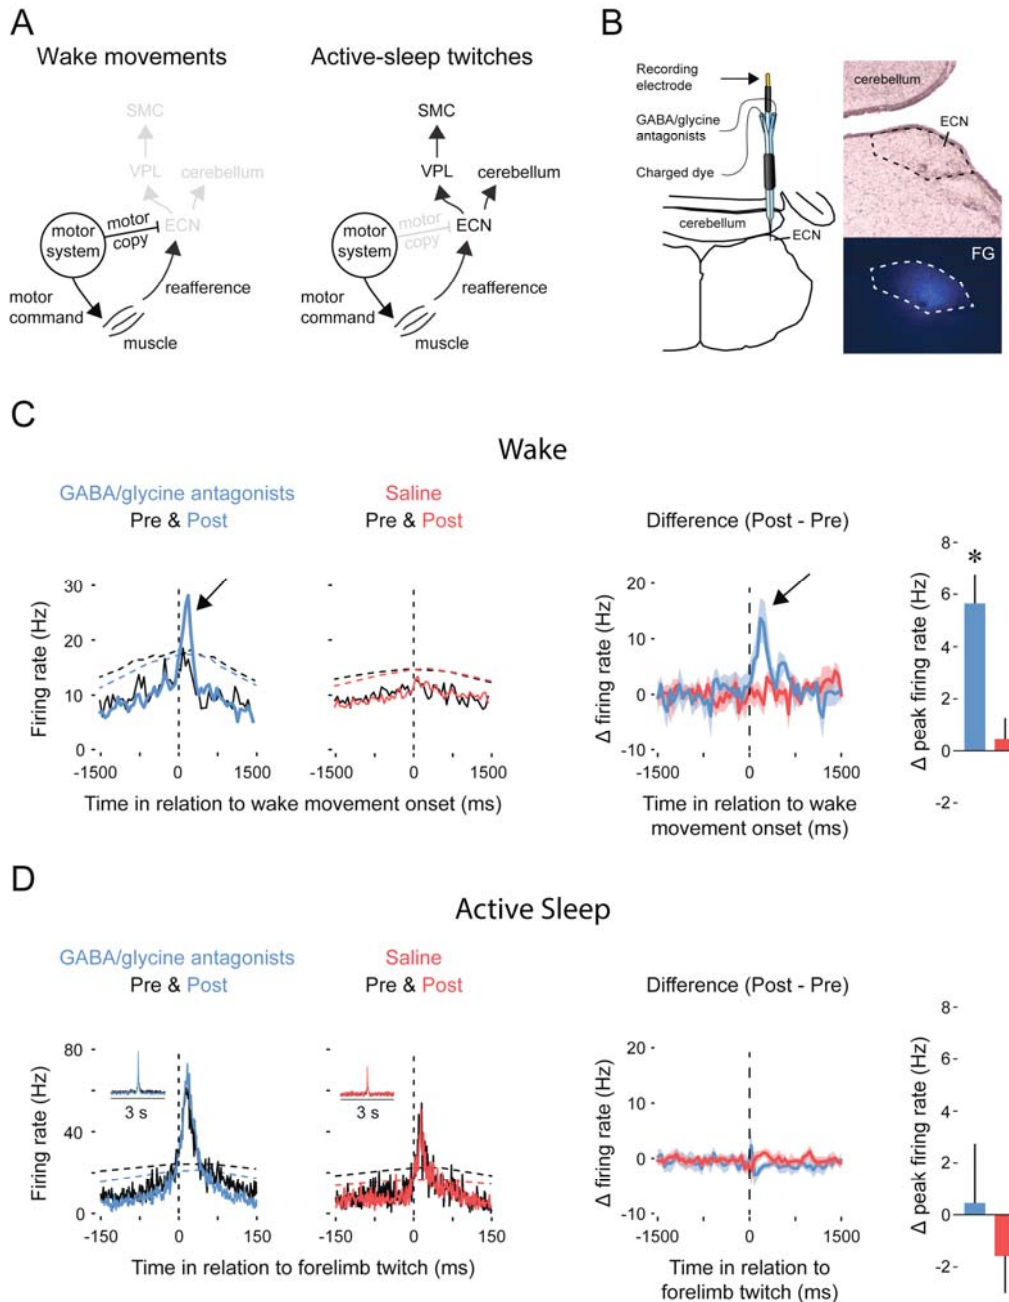 A
Wake movements
Active-sleep twitches
SMC
VPL
cerebellum
motor
system
motor
copy
ECN
motor
command
reafference
muscle
SMC
VPL
cerebellum
motor
system
motor
copy
ECN
motor
command
reafference
muscle
B
Recording
electrode
GABA/glycine
antagonists
Charged dye
cerebellum
ECN
cerebellum
ECN
FG
C
Wake
GABA/glycine antagonists
Pre & Post
Saline
Pre & Post
Difference (Post - Pre)
Firing rate (Hz)
30
20
10
0
-1500
0
1500
-1500
0
1500
Time in relation to wake movement onset (ms)
Δ firing rate (Hz)
20
10
0
-10
-1500
0
1500
Time in relation to wake
movement onset (ms)
Δ peak firing rate (Hz)
8
6
4
2
0
-2
*
D
Active Sleep
GABA/glycine antagonists
Pre & Post
Saline
Pre & Post
Difference (Post - Pre)
Firing rate (Hz)
80
60
40
20
0
3 s
3 s
-150
0
150
-150
0
150
Time in relation to forelimb twitch (ms)
Δ firing rate (Hz)
20
10
0
-10
-1500
0
1500
Time in relation to
forelimb twitch (ms)
Δ peak firing rate (Hz)
8
6
4
2
0
-2